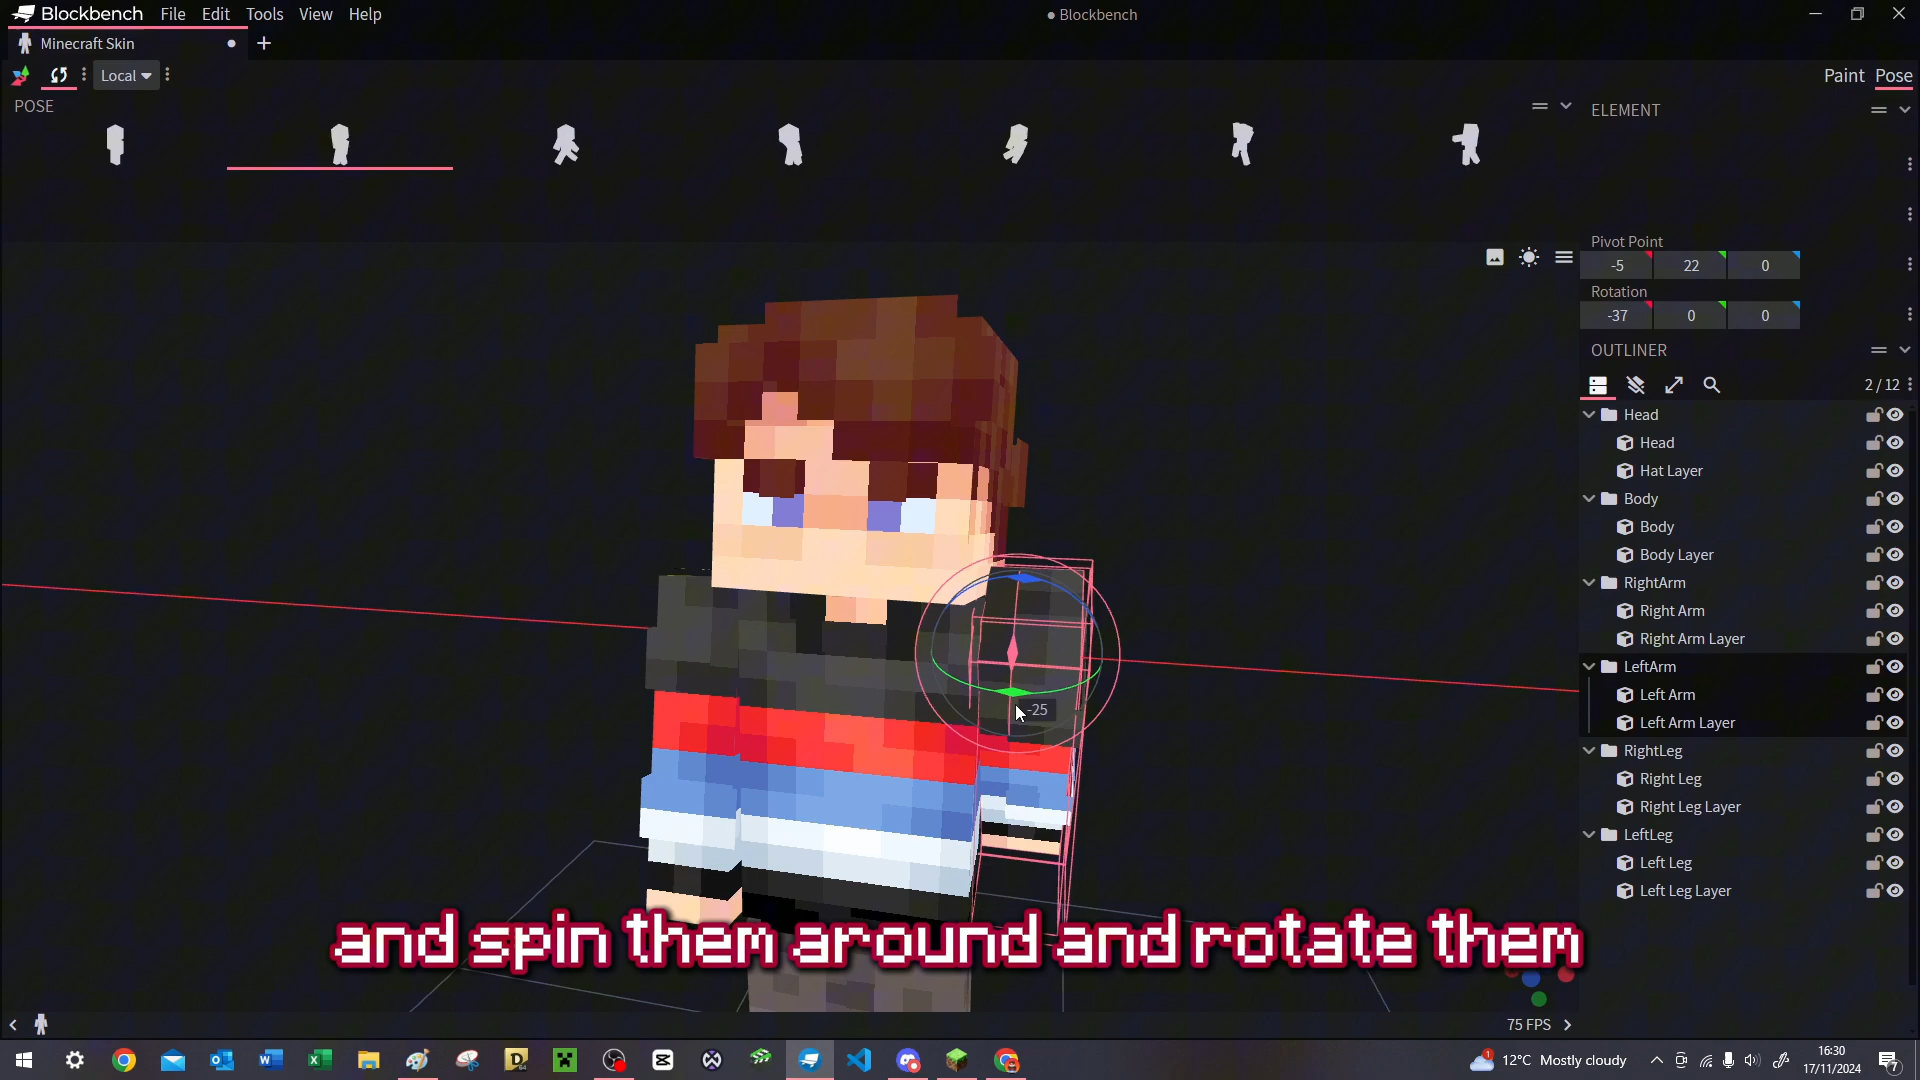 Blockbench File Edit Tools View Help
• Blockbench
Minecraft Skin
Local
Paint Pose
POSE
ELEMENT
Pivot Point
-5 22 0
Rotation
-37 0 0
OUTLINER
2 / 12
Head
Head
Hat Layer
Body
Body
Body Layer
RightArm
Right Arm
Right Arm Layer
LeftArm
Left Arm
Left Arm Layer
RightLeg
Right Leg
Right Leg Layer
LeftLeg
Left Leg
Left Leg Layer
-25
and spin them around and rotate them
75 FPS
1
12°C Mostly cloudy
16:30
17/11/2024
7